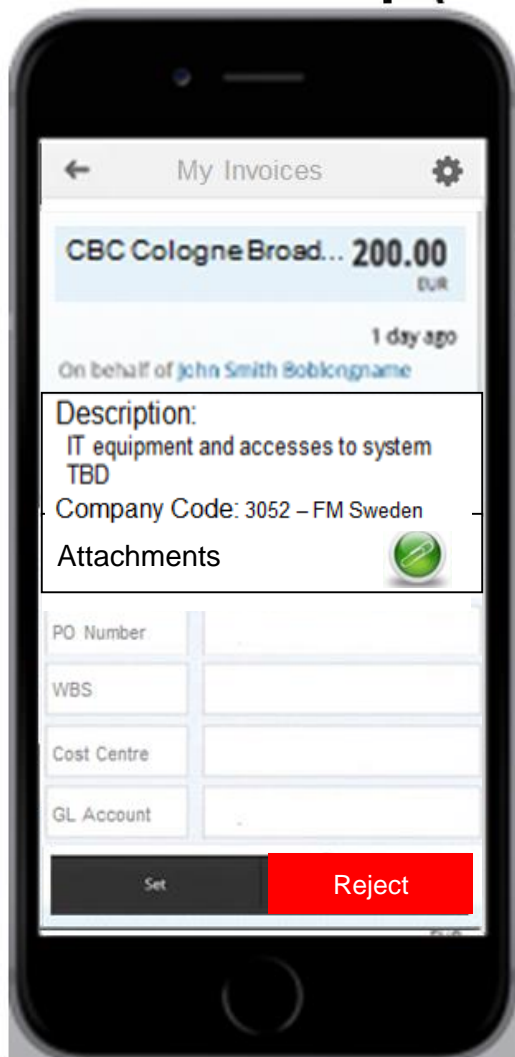 My Invoices
CBC Cologne Broad... 200.00
EUR
1 day ago
On behalf of John Smith Boblongname
Description:
IT equipment and accesses to system
TBD
Company Code: 3052 – FM Sweden
Attachments
PO Number
WBS
Cost Centre
GL Account
Set Reject